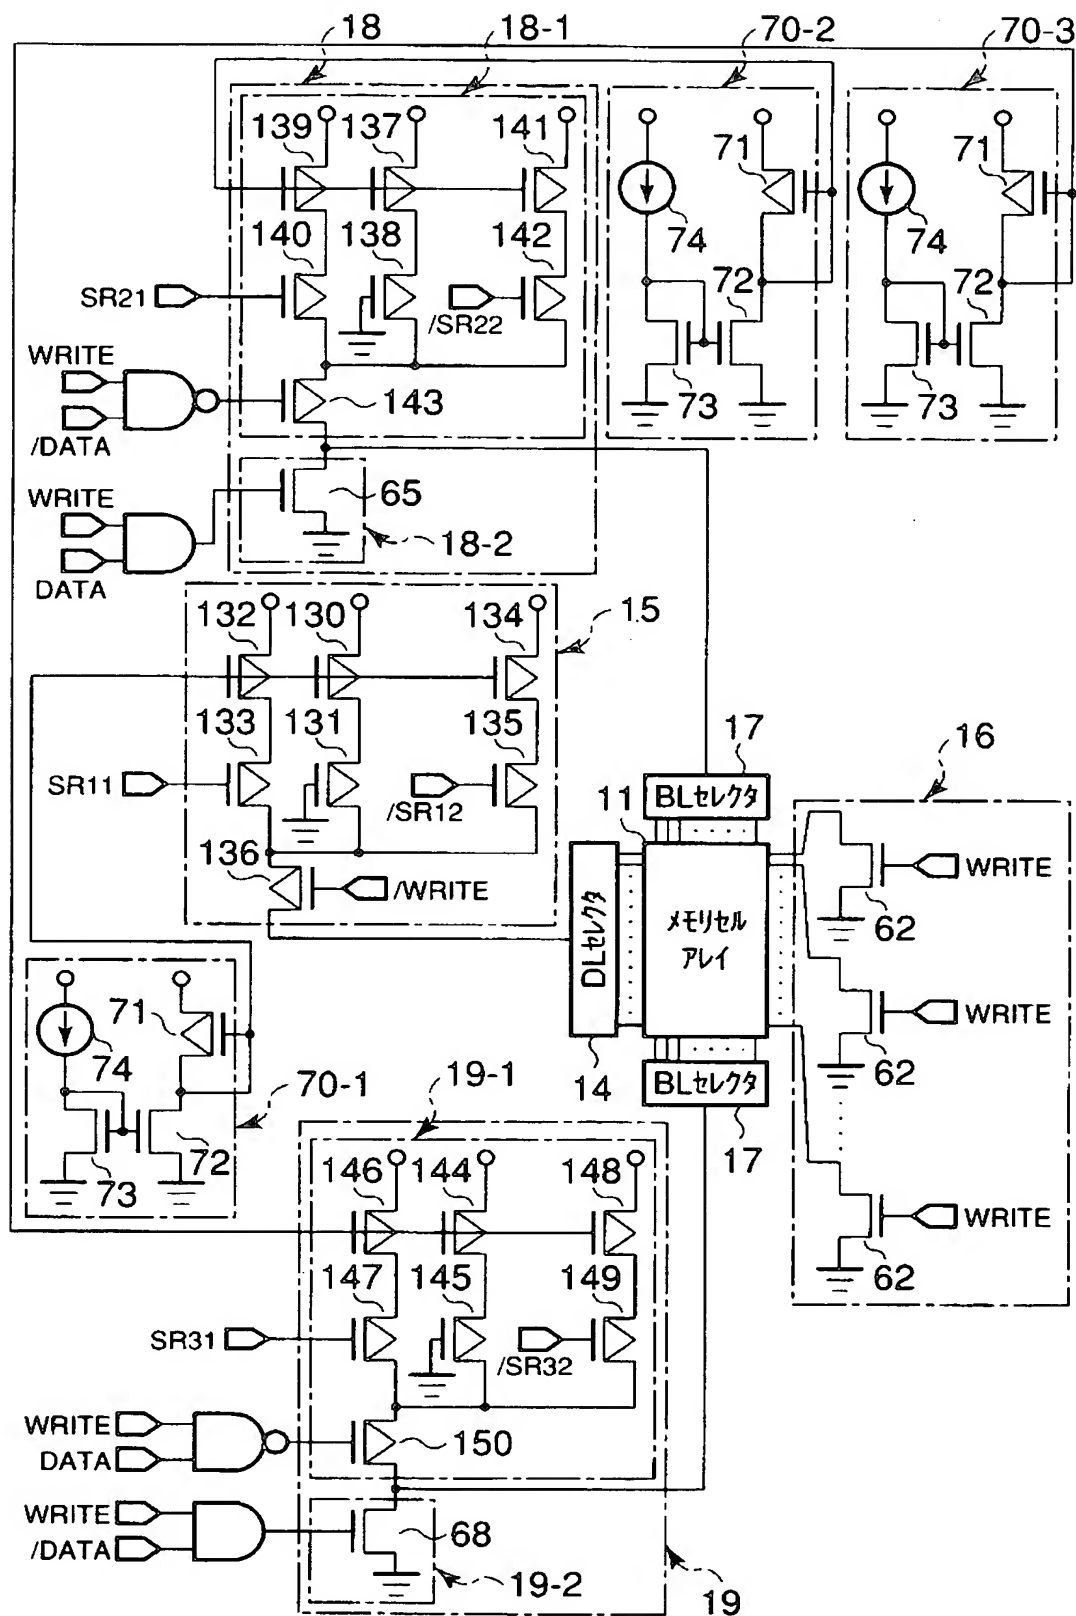 18
18-1
70-2
70-3
139
137
141
71
71
140
138
142
74
72
74
72
SR21
/SR22
WRITE
/DATA
143
73
73
WRITE
DATA
65
18-2
132
130
134
15
133
131
135
SR11
/SR12
17
16
11
BLセレクタ
136
/WRITE
DLセレクタ
メモリセル
アレイ
WRITE
62
71
74
WRITE
62
14
BLセレクタ
70-1
19-1
17
73
72
146
144
148
WRITE
62
147
145
149
SR31
/SR32
WRITE
DATA
150
WRITE
/DATA
68
19-2
19